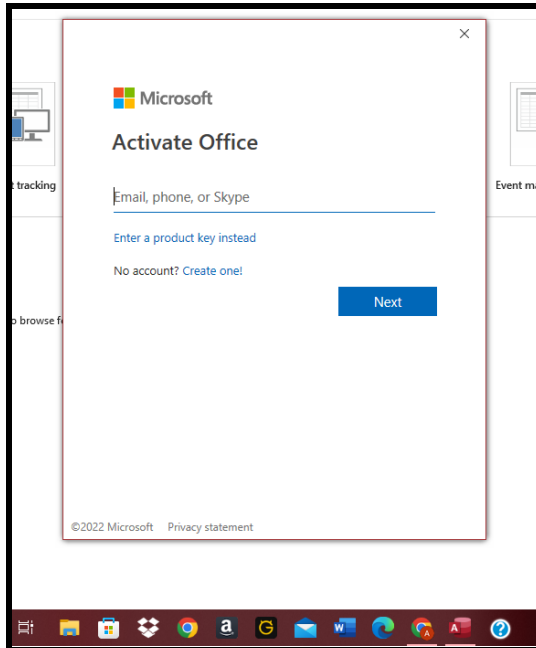 Microsoft
Activate Office
Email, phone, or Skype
Enter a product key instead
No account? Create one!
Next
tracking
Event
browse
©2022 Microsoft Privacy statement